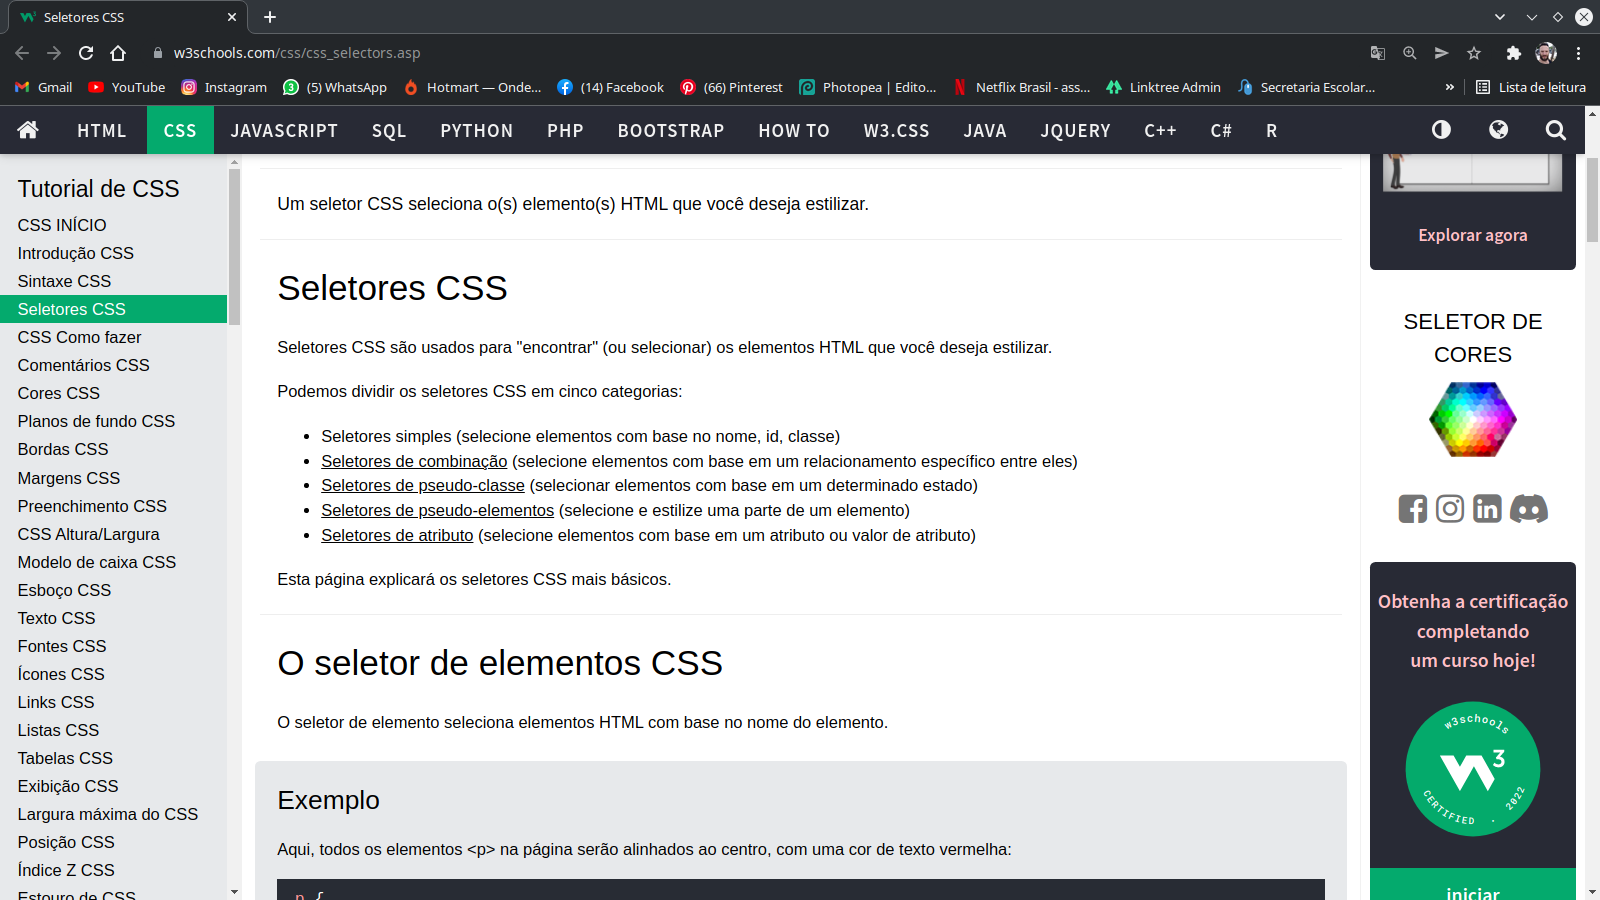 Seletores CSS
w3schools.com/css/css_selectors.asp
Gmail YouTube Instagram (5) WhatsApp Hotmart — Onde... (14) Facebook (66) Pinterest Photopea | Edito... Netflix Brasil - ass... Linktree Admin Secretaria Escolar... » Lista de leitura
HTML CSS JAVASCRIPT SQL PYTHON PHP BOOTSTRAP HOW TO W3.CSS JAVA JQUERY C++ C# R
Tutorial de CSS
CSS INÍCIO
Introdução CSS
Sintaxe CSS
Seletores CSS
CSS Como fazer
Comentários CSS
Cores CSS
Planos de fundo CSS
Bordas CSS
Margens CSS
Preenchimento CSS
CSS Altura/Largura
Modelo de caixa CSS
Esboço CSS
Texto CSS
Fontes CSS
Ícones CSS
Links CSS
Listas CSS
Tabelas CSS
Exibição CSS
Largura máxima do CSS
Posição CSS
Índice Z CSS
Estouro de CSS
Um seletor CSS seleciona o(s) elemento(s) HTML que você deseja estilizar.
Seletores CSS
Seletores CSS são usados para "encontrar" (ou selecionar) os elementos HTML que você deseja estilizar.
Podemos dividir os seletores CSS em cinco categorias:
• Seletores simples (selecione elementos com base no nome, id, classe)
• Seletores de combinação (selecione elementos com base em um relacionamento específico entre eles)
• Seletores de pseudo-classe (selecionar elementos com base em um determinado estado)
• Seletores de pseudo-elementos (selecione e estilize uma parte de um elemento)
• Seletores de atributo (selecione elementos com base em um atributo ou valor de atributo)
Esta página explicará os seletores CSS mais básicos.
O seletor de elementos CSS
O seletor de elemento seleciona elementos HTML com base no nome do elemento.
Exemplo
Aqui, todos os elementos <p> na página serão alinhados ao centro, com uma cor de texto vermelha:
p {
Explorar agora
SELETOR DE
CORES
Obtenha a certificação
completando
um curso hoje!
w3schools
W3
CERTIFIED . 2022
iniciar